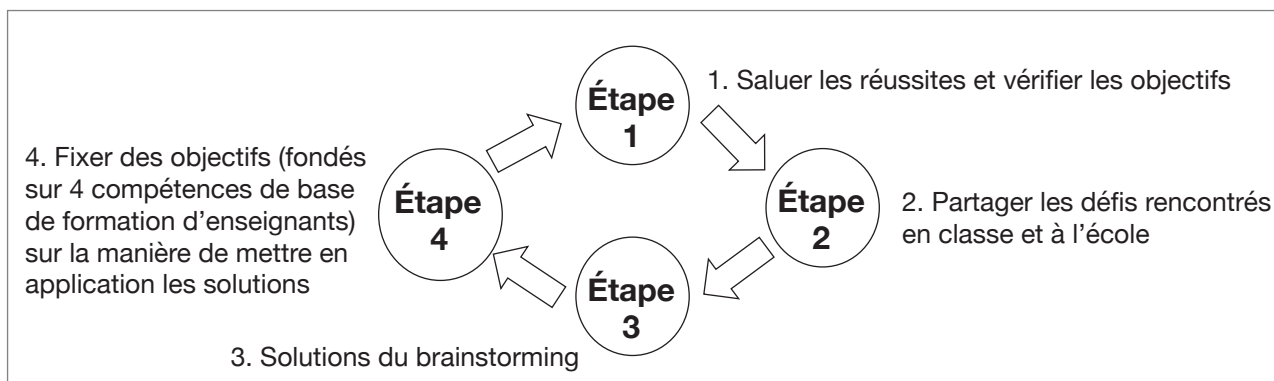 Étape
1
1. Saluer les réussites et vérifier les objectifs
Étape
2
2. Partager les défis rencontrés
en classe et à l'école
Étape
3
3. Solutions du brainstorming
Étape
4
4. Fixer des objectifs (fondés
sur 4 compétences de base
de formation d'enseignants)
sur la manière de mettre en
application les solutions